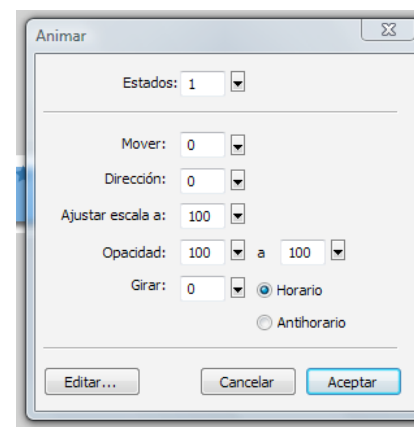 Animar
Estados: 1
Mover: 0
Dirección: 0
Ajustar escala a: 100
Opacidad: 100 a 100
Girar: 0 Horario
Antihorario
Editar... Cancelar Aceptar